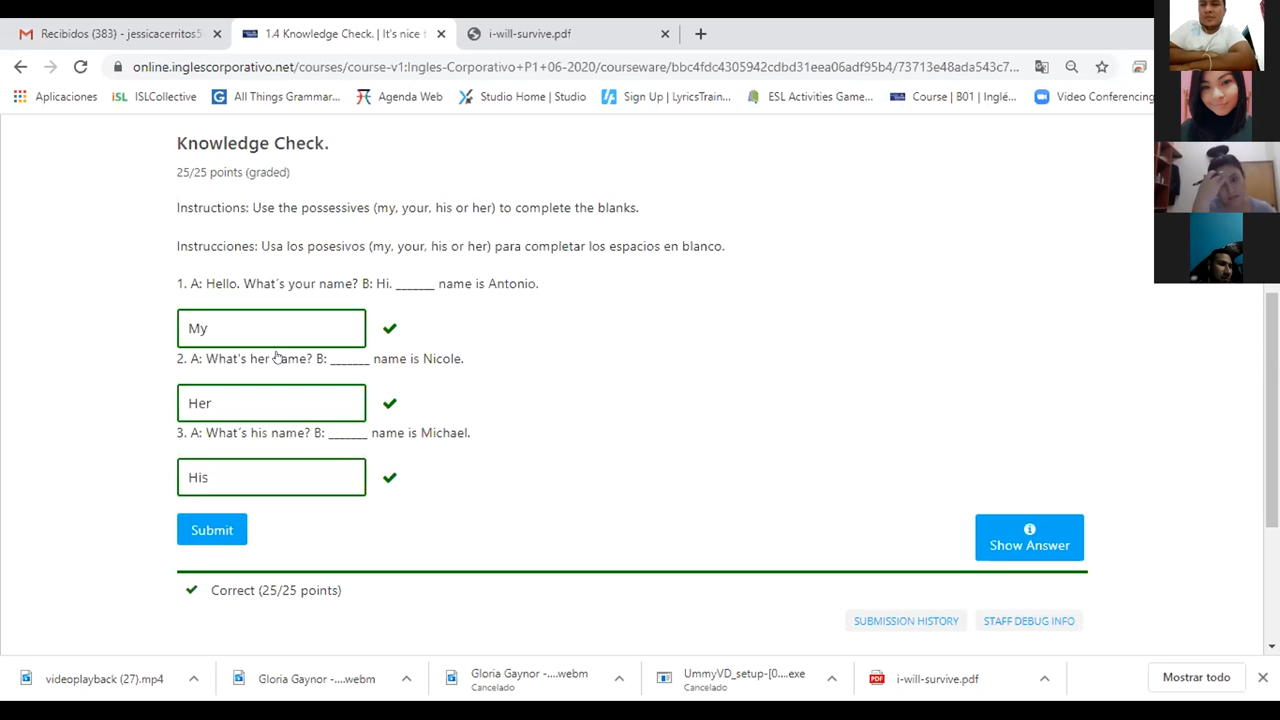 Recibidos (383) - jessicacerritos5
1.4 Knowledge Check. | It's nice t
i-will-survive.pdf
online.inglescorporativo.net/courses/course-v1:Ingles-Corporativo+P1+06-2020/courseware/bbc4fdc4305942cdbd31eea06adf95b4/73713e48ada543c7...
Aplicaciones
ISLCollective
All Things Grammar...
Agenda Web
Studio Home | Studio
Sign Up | LyricsTrain...
ESL Activities Game...
Course | B01 | Inglé...
Video Conferencing
Knowledge Check.
25/25 points (graded)
Instructions: Use the possessives (my, your, his or her) to complete the blanks.
Instrucciones: Usa los posesivos (my, your, his or her) para completar los espacios en blanco.
1. A: Hello. What´s your name? B: Hi. _______ name is Antonio.
My
2. A: What's her name? B: _______ name is Nicole.
Her
3. A: What´s his name? B: _______ name is Michael.
His
Submit
Show Answer
Correct (25/25 points)
SUBMISSION HISTORY
STAFF DEBUG INFO
videoplayback (27).mp4
Gloria Gaynor -....webm
Gloria Gaynor -....webm
Cancelado
UmmyVD_setup-[0....exe
Cancelado
i-will-survive.pdf
Mostrar todo